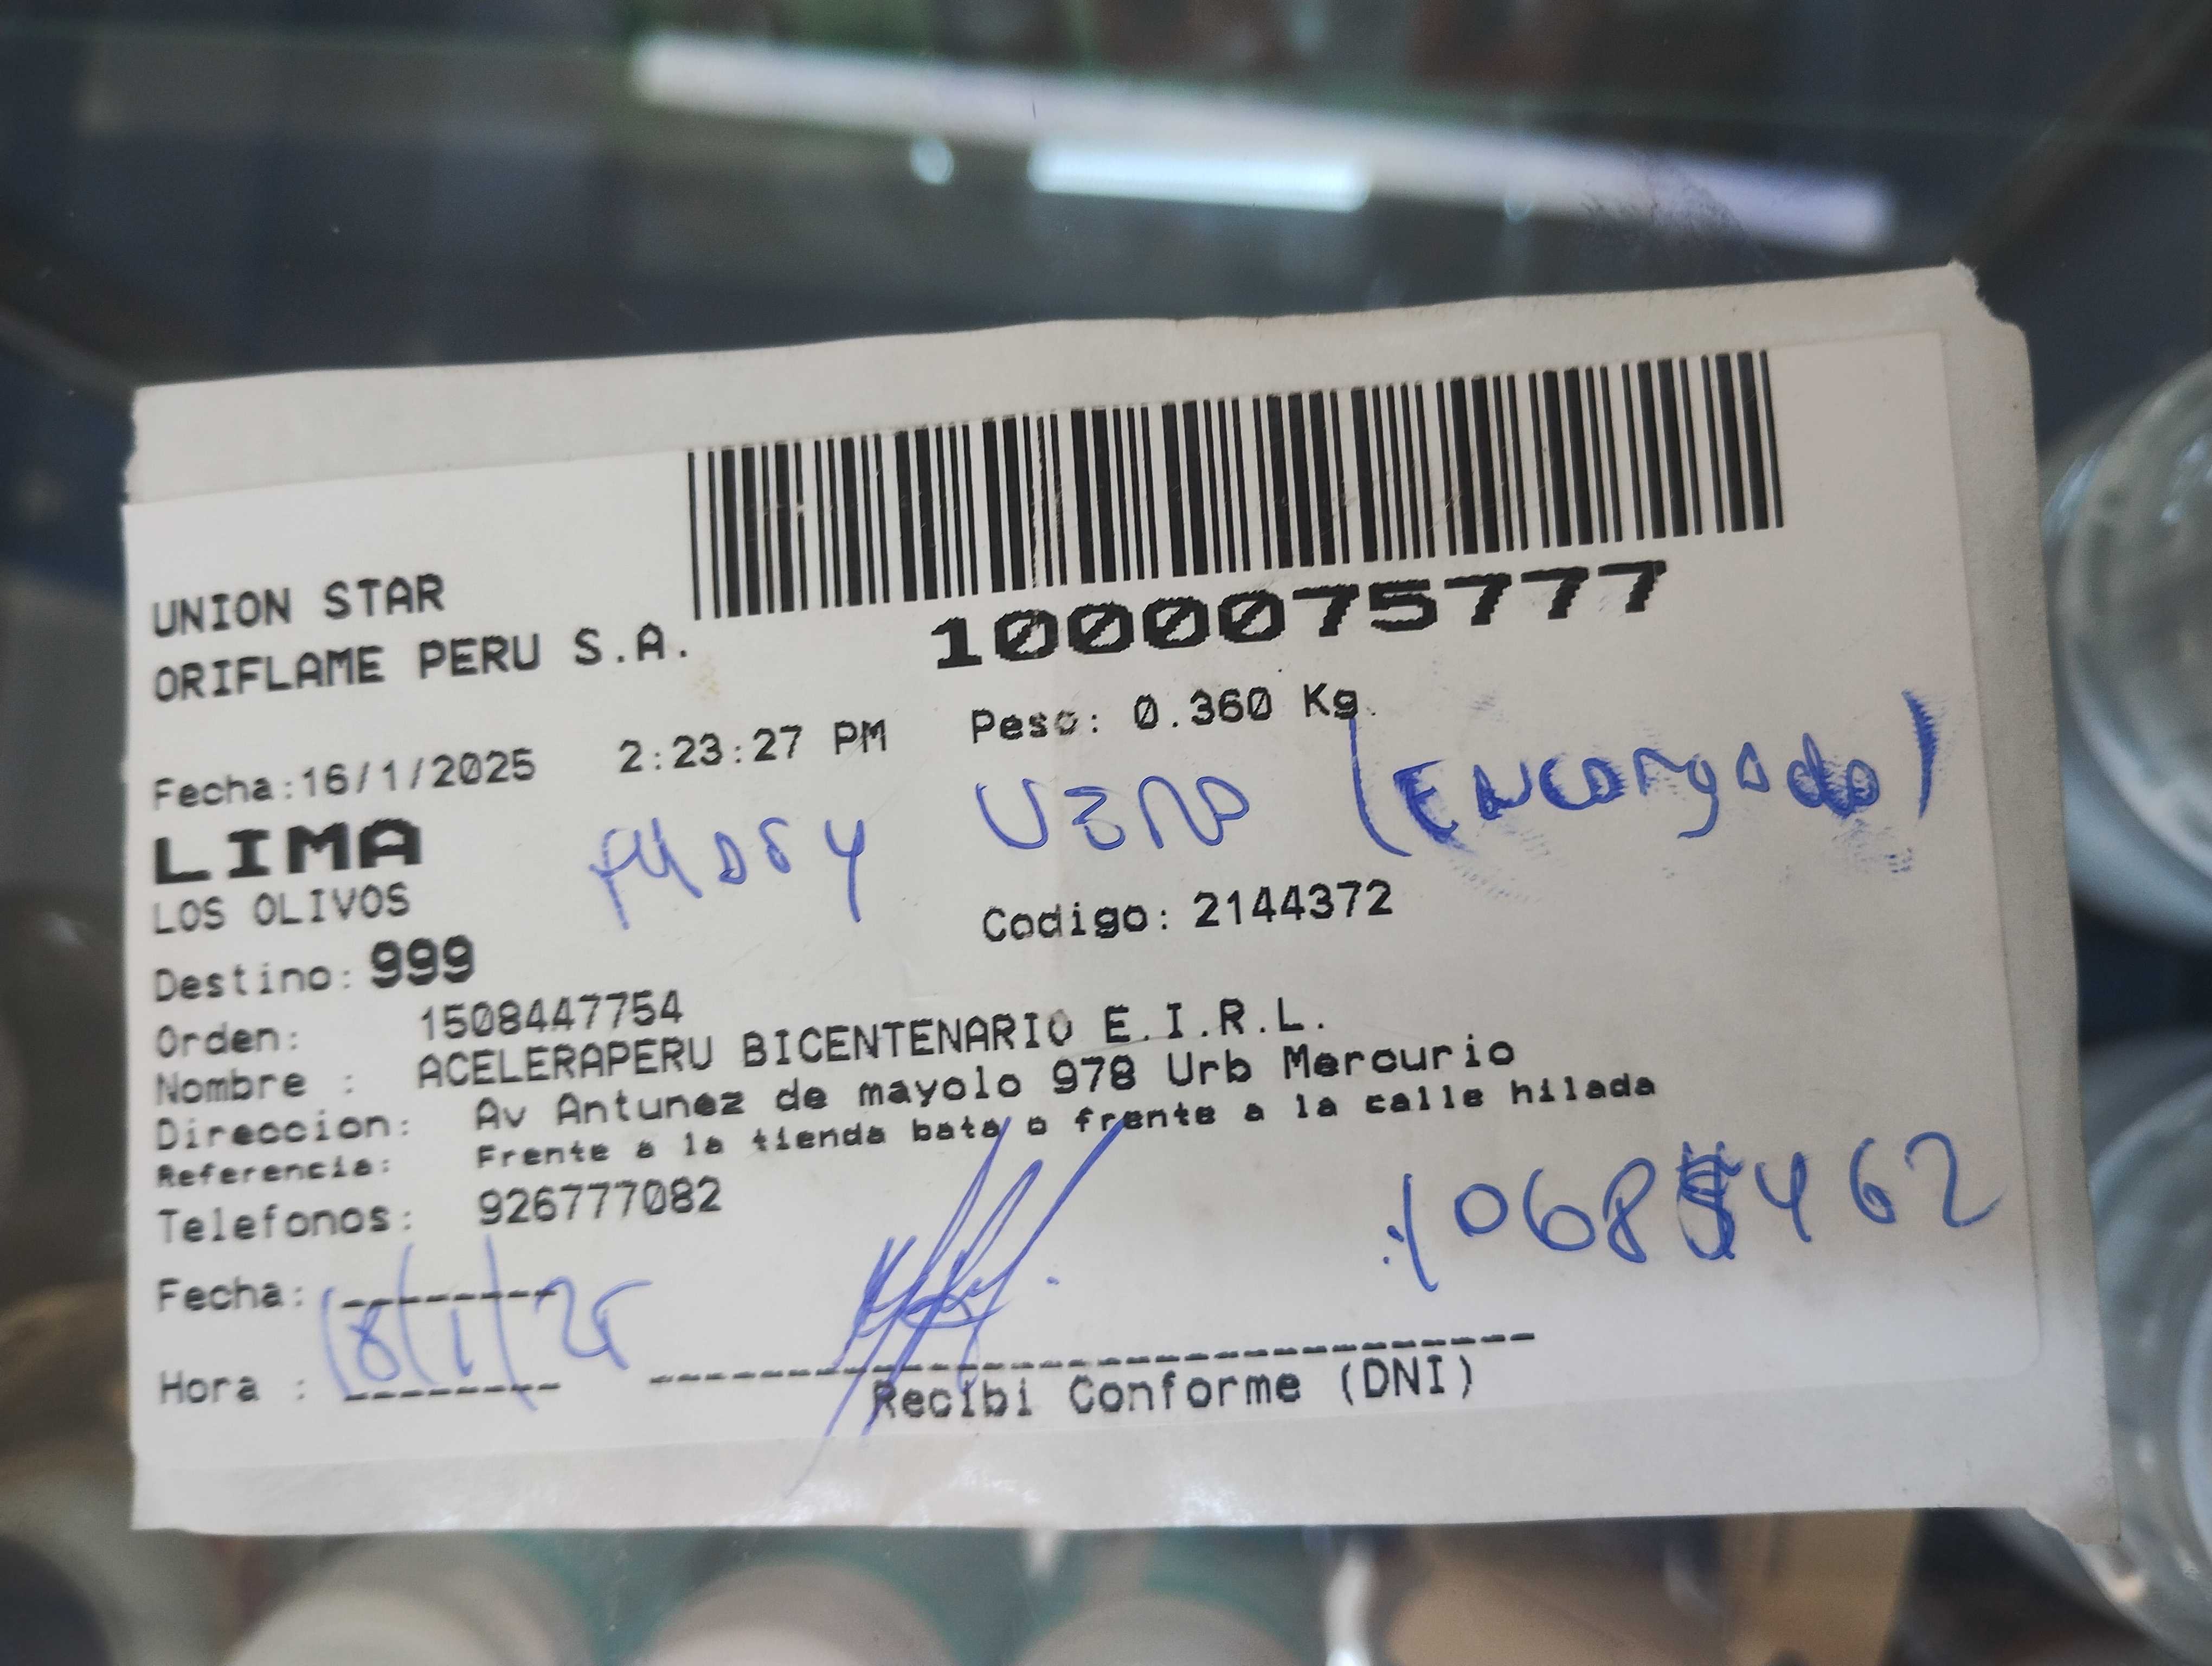 UNION STAR
ORIFLAME PERU S.A.
1000075777
Fecha:16/1/2025 2:23:27 PM Peso: 0.360 Kg.
LIMA
(Encargado)
LOS OLIVOS
Codigo: 2144372
Destino: 999
Orden: 1508447754
Nombre : ACELERAPERU BICENTENARIO E.I.R.L.
Direccion: Av Antunez de mayolo 978 Urb Mercurio
Referencia: Frente a la tienda bata o frente a la calle hilada
Telefonos: 926777082
Fecha: 18/1/25
Hora :
Recibi Conforme (DNI)